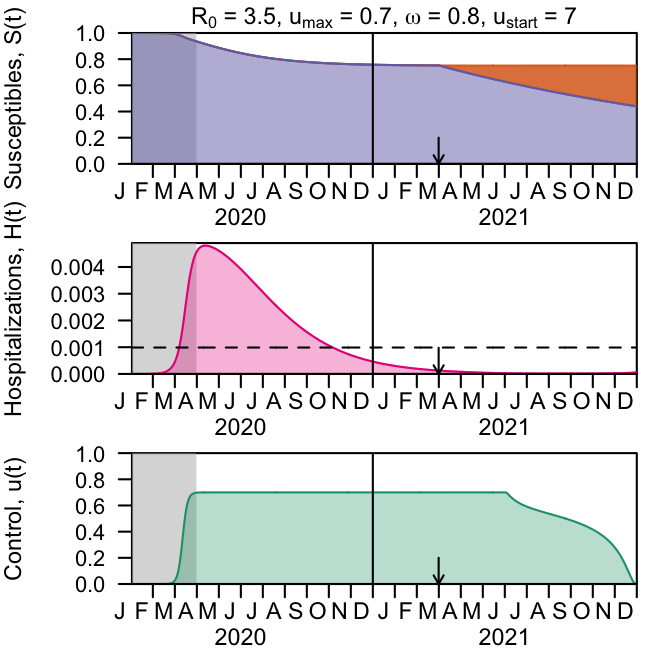 R₀ = 3.5, uₘₐₓ = 0.7, ω = 0.8, u_start = 7
Susceptibles, S(t)
1.0
0.8
0.6
0.4
0.2
0.0
J F M A M J J A S O N D J F M A M J J A S O N D
2020 2021
Hospitalizations, H(t)
0.004
0.003
0.002
0.001
0.000
J F M A M J J A S O N D J F M A M J J A S O N D
2020 2021
Control, u(t)
1.0
0.8
0.6
0.4
0.2
0.0
J F M A M J J A S O N D J F M A M J J A S O N D
2020 2021